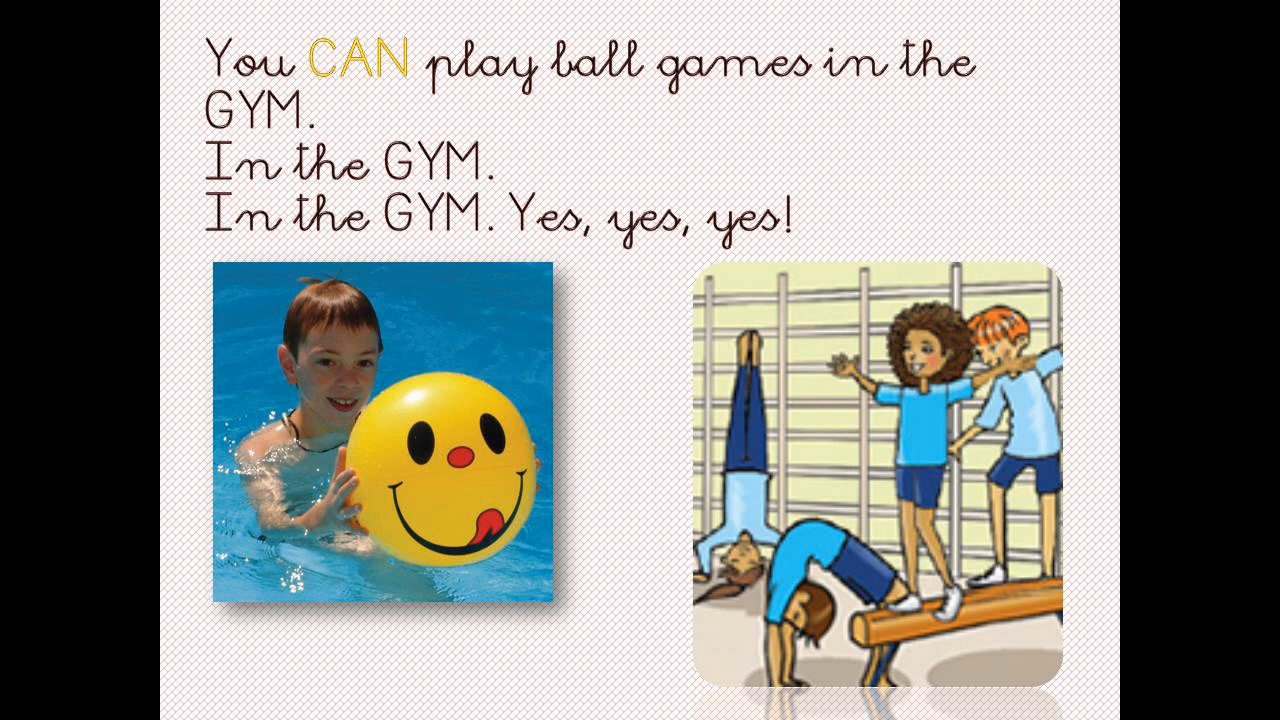 You CAN play ball games in the
GYM.
In the GYM.
In the GYM. Yes, yes, yes!